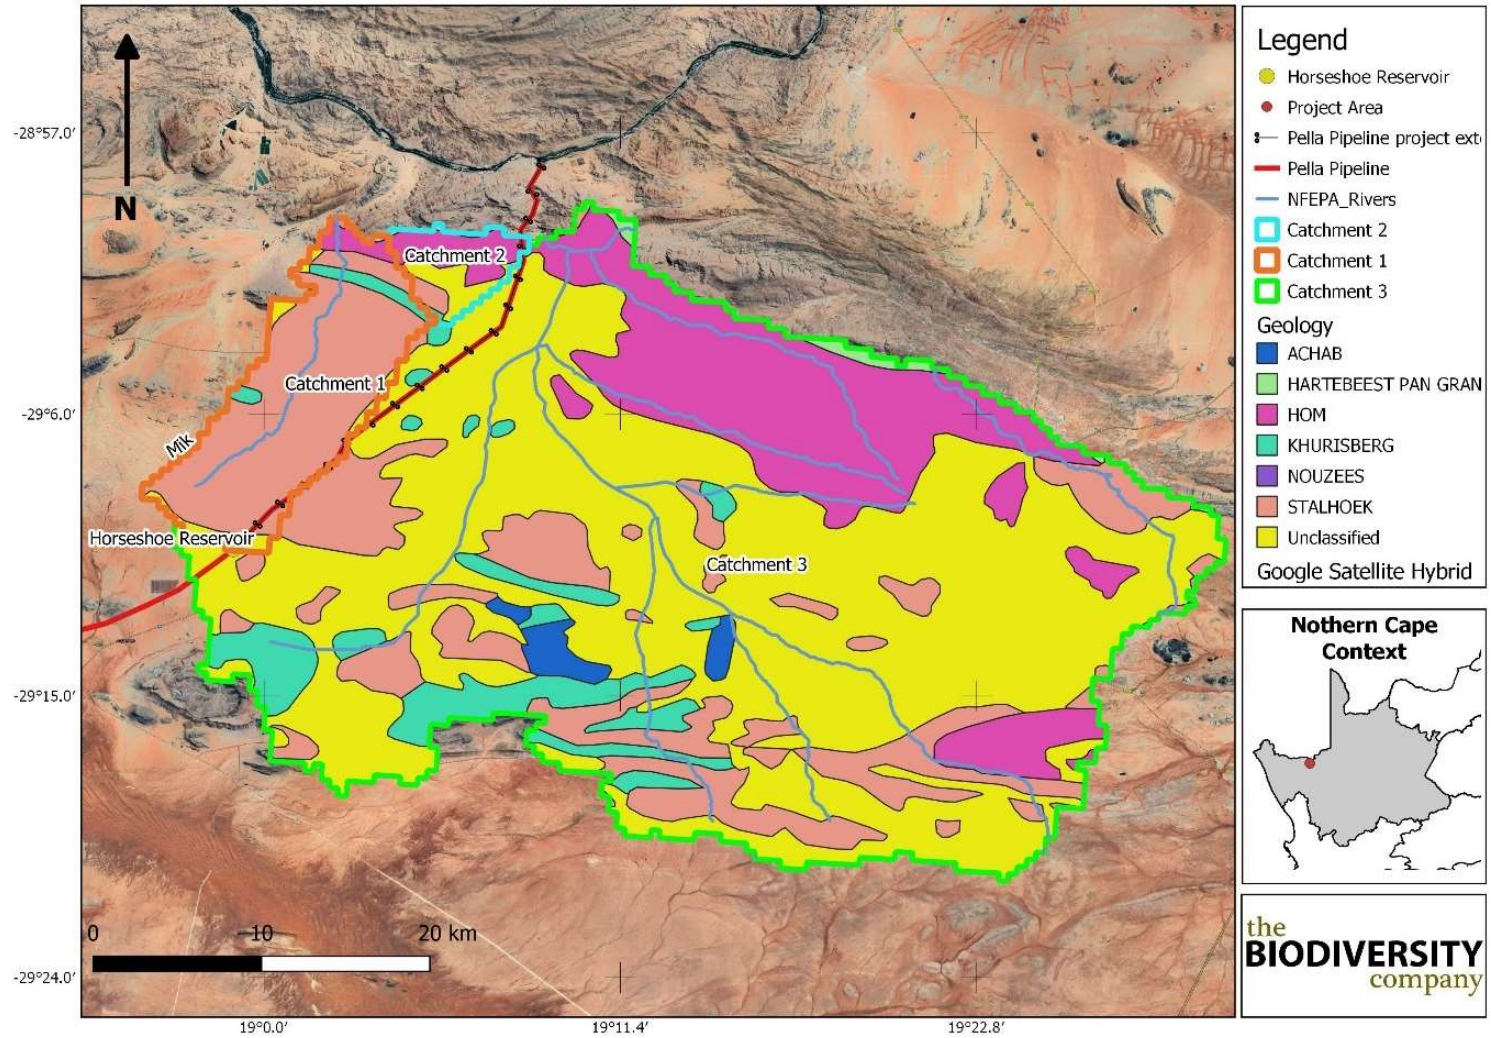 N
-28°57.0'
-29°6.0'
-29°15.0'
-29°24.0'
19°0.0'
19°11.4'
19°22.8'
Catchment 2
Catchment 1
Mik
Horseshoe Reservoir
Catchment 3
0 10 20 km
Legend
Horseshoe Reservoir
Project Area
Pella Pipeline project ext
Pella Pipeline
NFEPA_Rivers
Catchment 2
Catchment 1
Catchment 3
Geology
ACHAB
HARTEBEEST PAN GRAN
HOM
KHURISBERG
NOUZEES
STALHOEK
Unclassified
Google Satellite Hybrid
Nothern Cape
Context
the
BIODIVERSITY
company